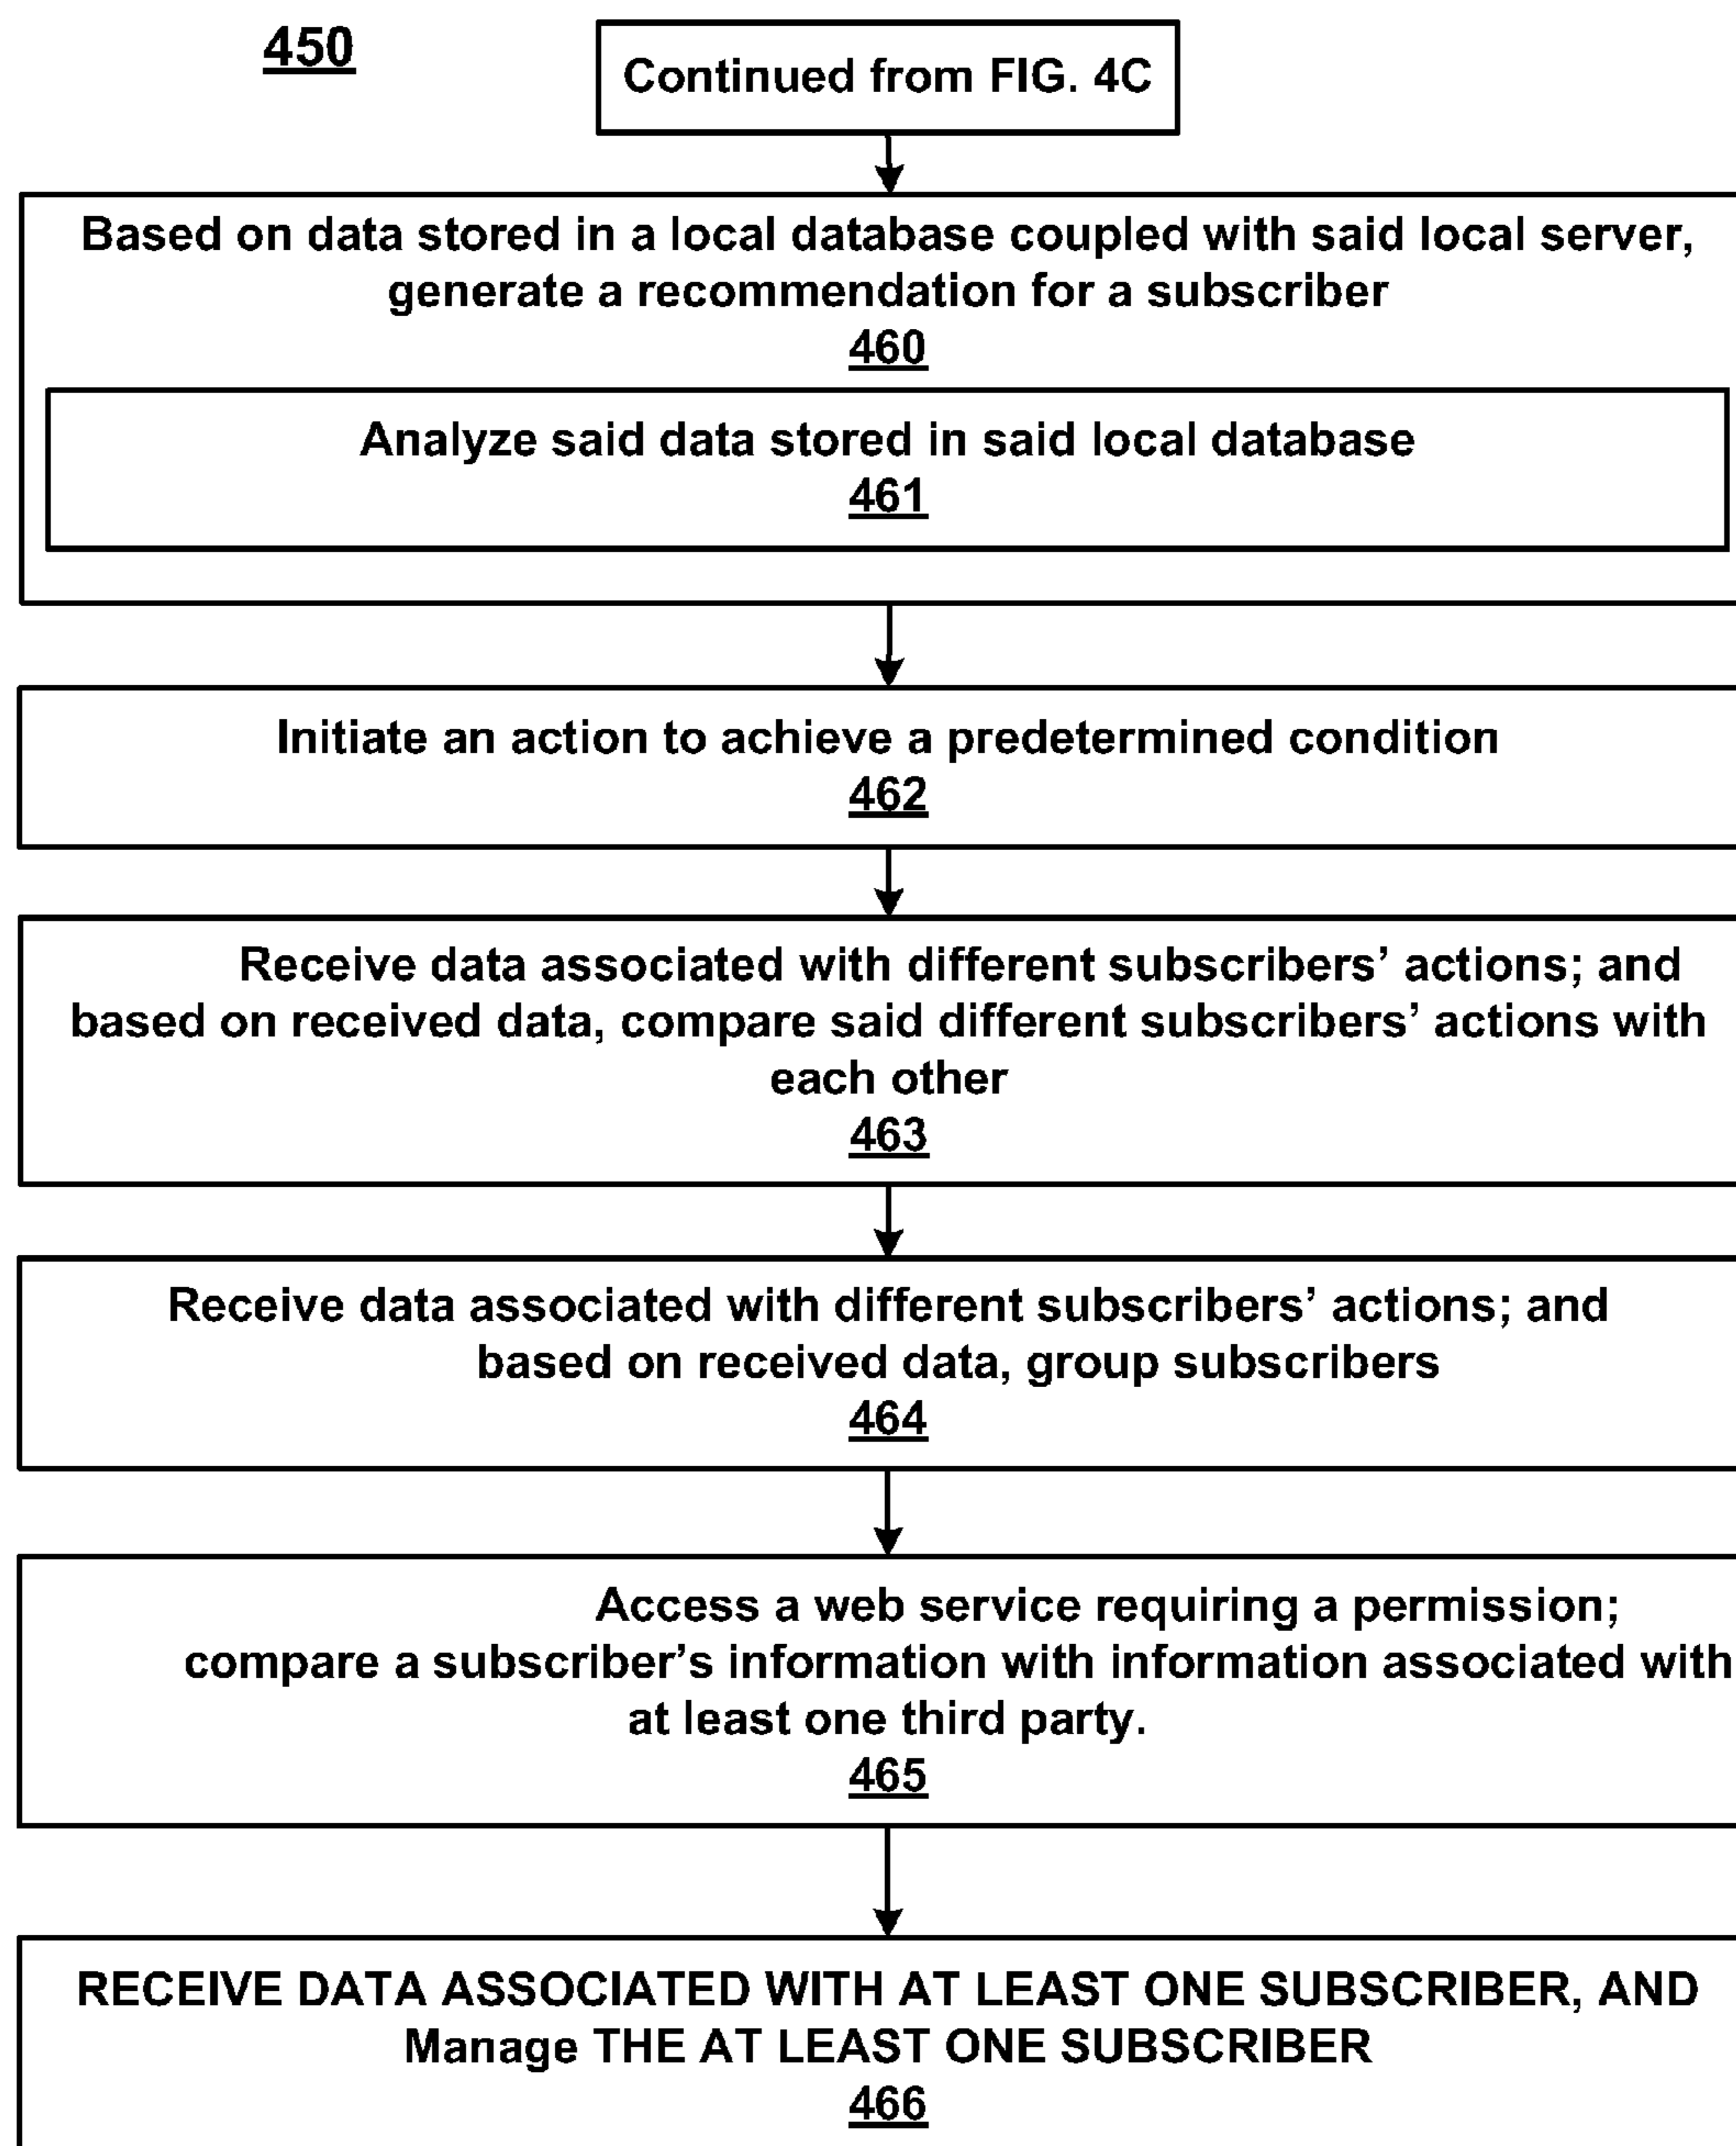 450
Continued from FIG. 4C
Based on data stored in a local database coupled with said local server,
generate a recommendation for a subscriber
460
Analyze said data stored in said local database
461
Initiate an action to achieve a predetermined condition
462
Receive data associated with different subscribers’ actions; and
based on received data, compare said different subscribers’ actions with
each other
463
Receive data associated with different subscribers’ actions; and
based on received data, group subscribers
464
Access a web service requiring a permission;
compare a subscriber’s information with information associated with
at least one third party.
465
RECEIVE DATA ASSOCIATED WITH AT LEAST ONE SUBSCRIBER, AND
Manage THE AT LEAST ONE SUBSCRIBER
466